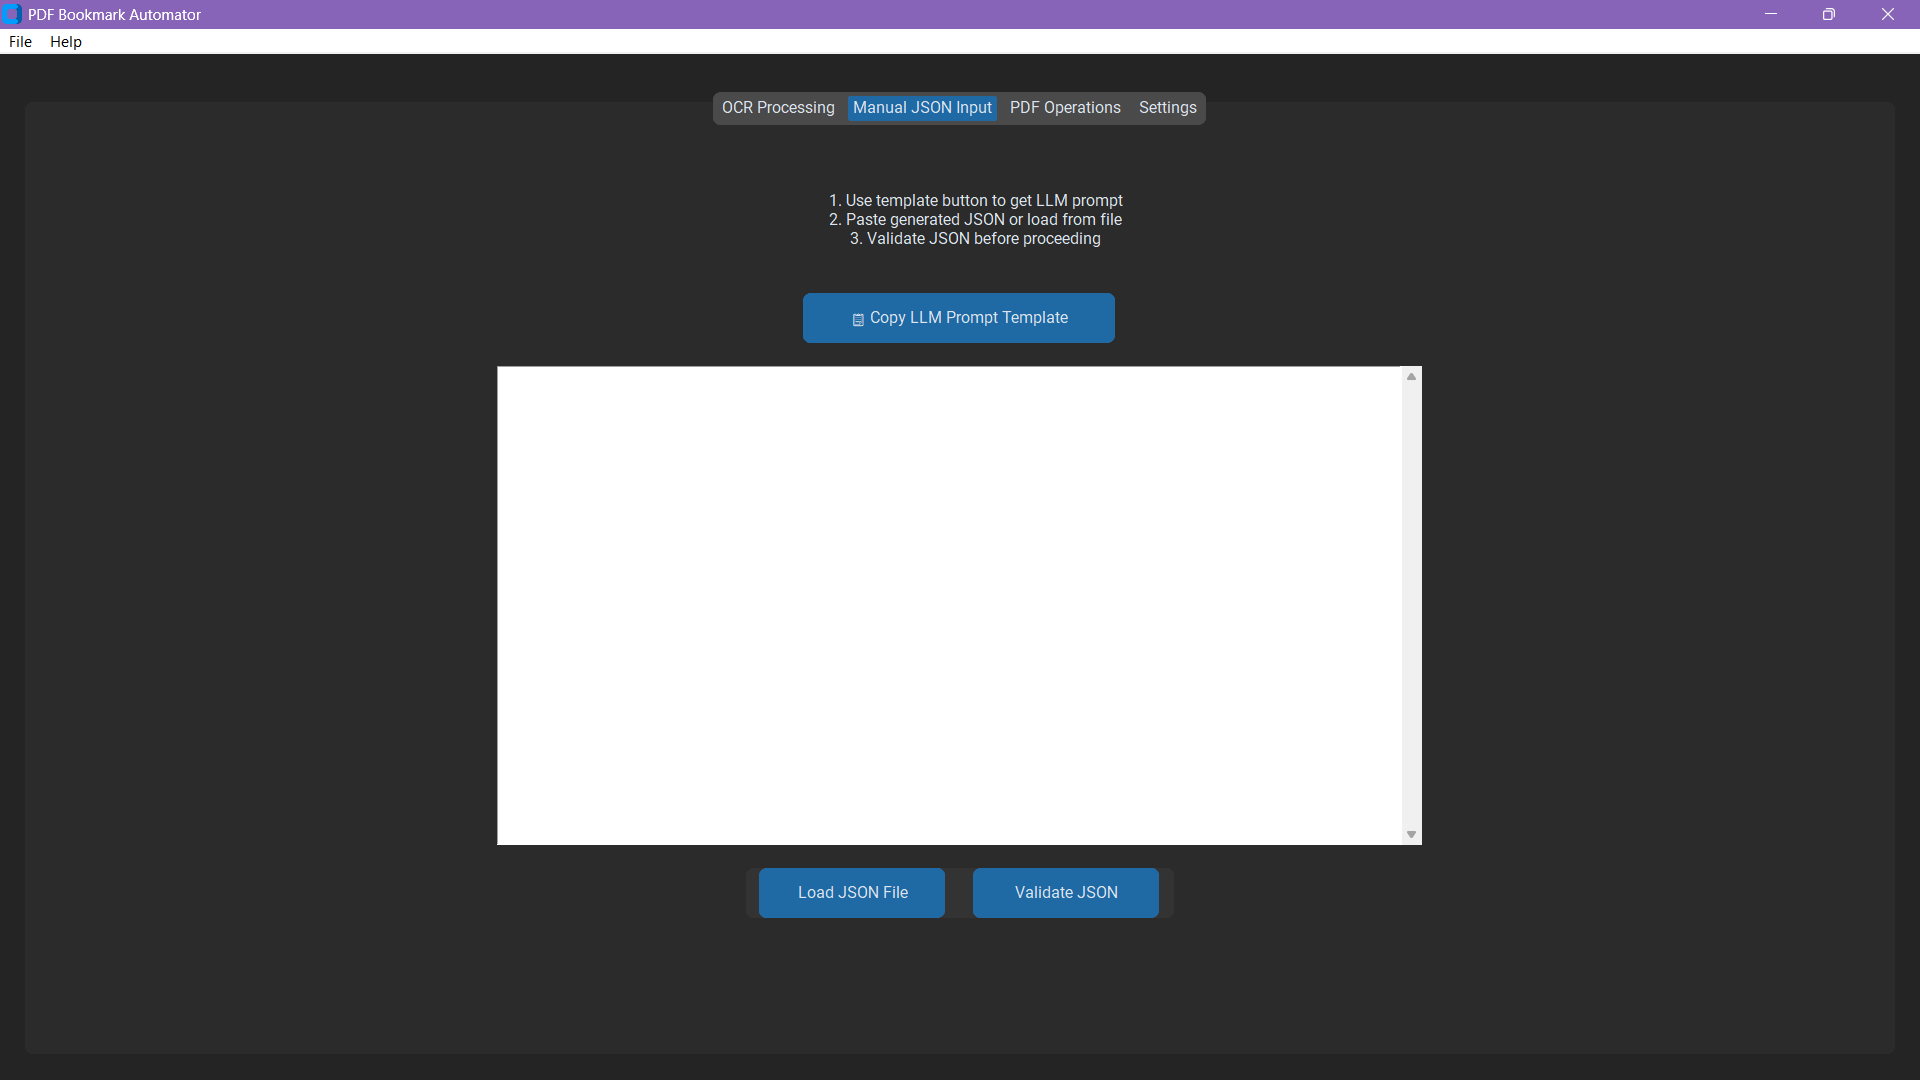 PDF Bookmark Automator
File Help
OCR Processing Manual JSON Input PDF Operations Settings
1. Use template button to get LLM prompt
2. Paste generated JSON or load from file
3. Validate JSON before proceeding
Copy LLM Prompt Template
Load JSON File Validate JSON